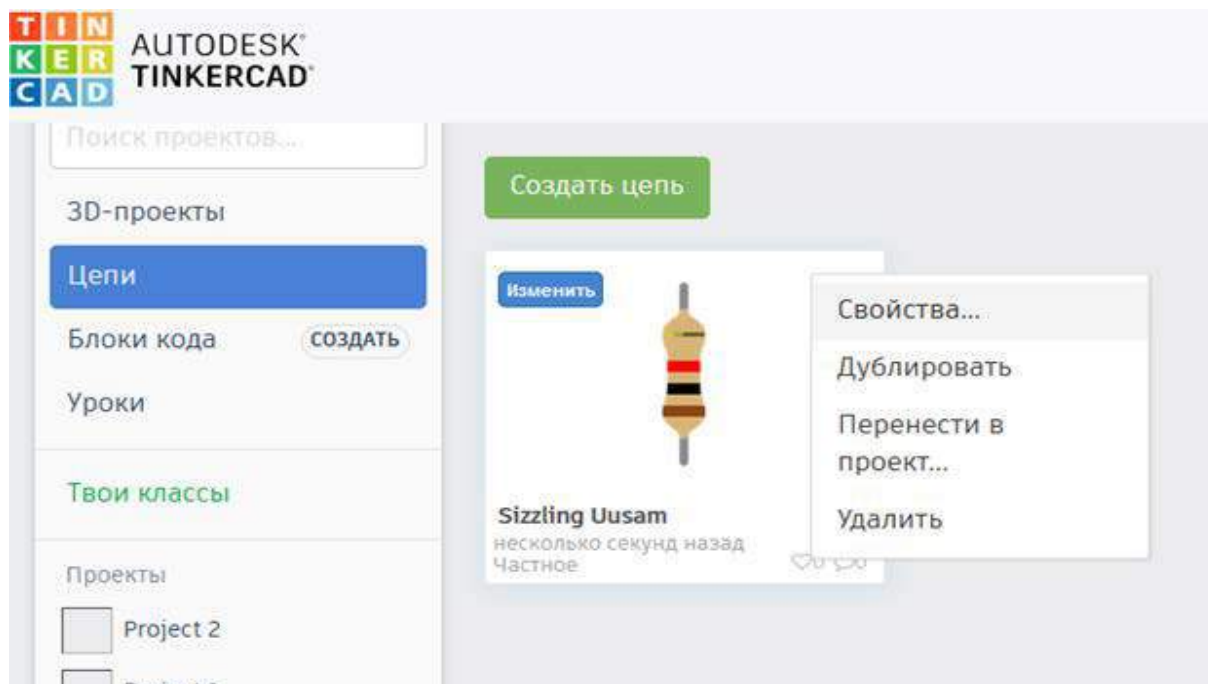 TIN
KER
CAD
AUTODESK®
TINKERCAD®
Поиск проектов...
3D-проекты
Цепи
Блоки кода
СОЗДАТЬ
Уроки
Твои классы
Проекты
Project 2
Создать цепь
Изменить
Sizzling Uusam
несколько секунд назад
Частное
Свойства...
Дублировать
Перенести в
проект...
Удалить